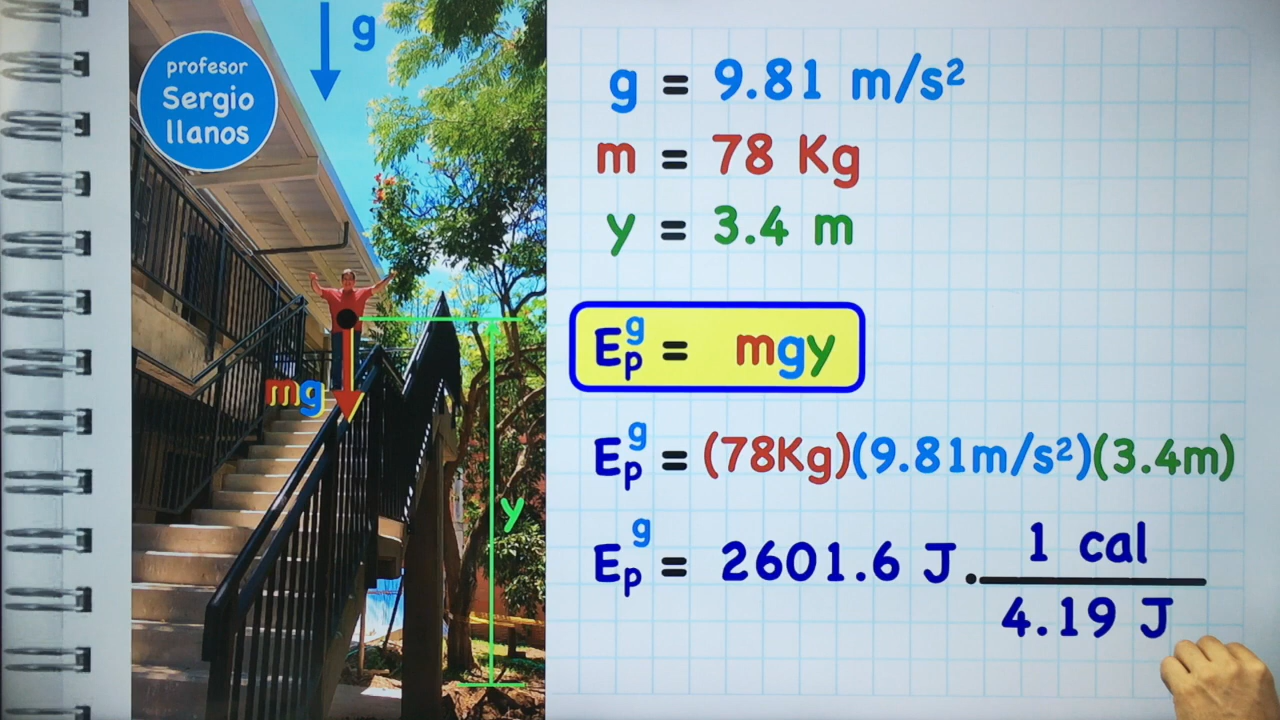 g
profesor
Sergio
llanos
mg
y
g = 9.81 m/s²
m = 78 Kg
y = 3.4 m
E_p^g = mgy
E_p^g = (78Kg)(9.81m/s²)(3.4m)
E_p^g = 2601.6 J . 1 cal
4.19 J